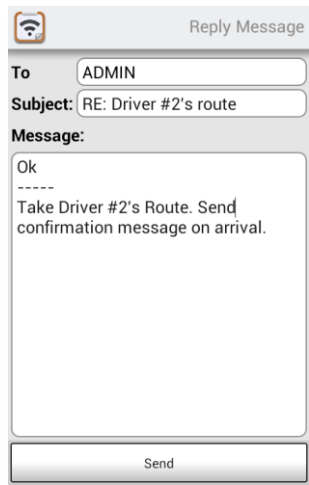 Reply Message
To ADMIN
Subject: RE: Driver #2's route
Message:
Ok
-----
Take Driver #2's Route. Send
confirmation message on arrival.
Send